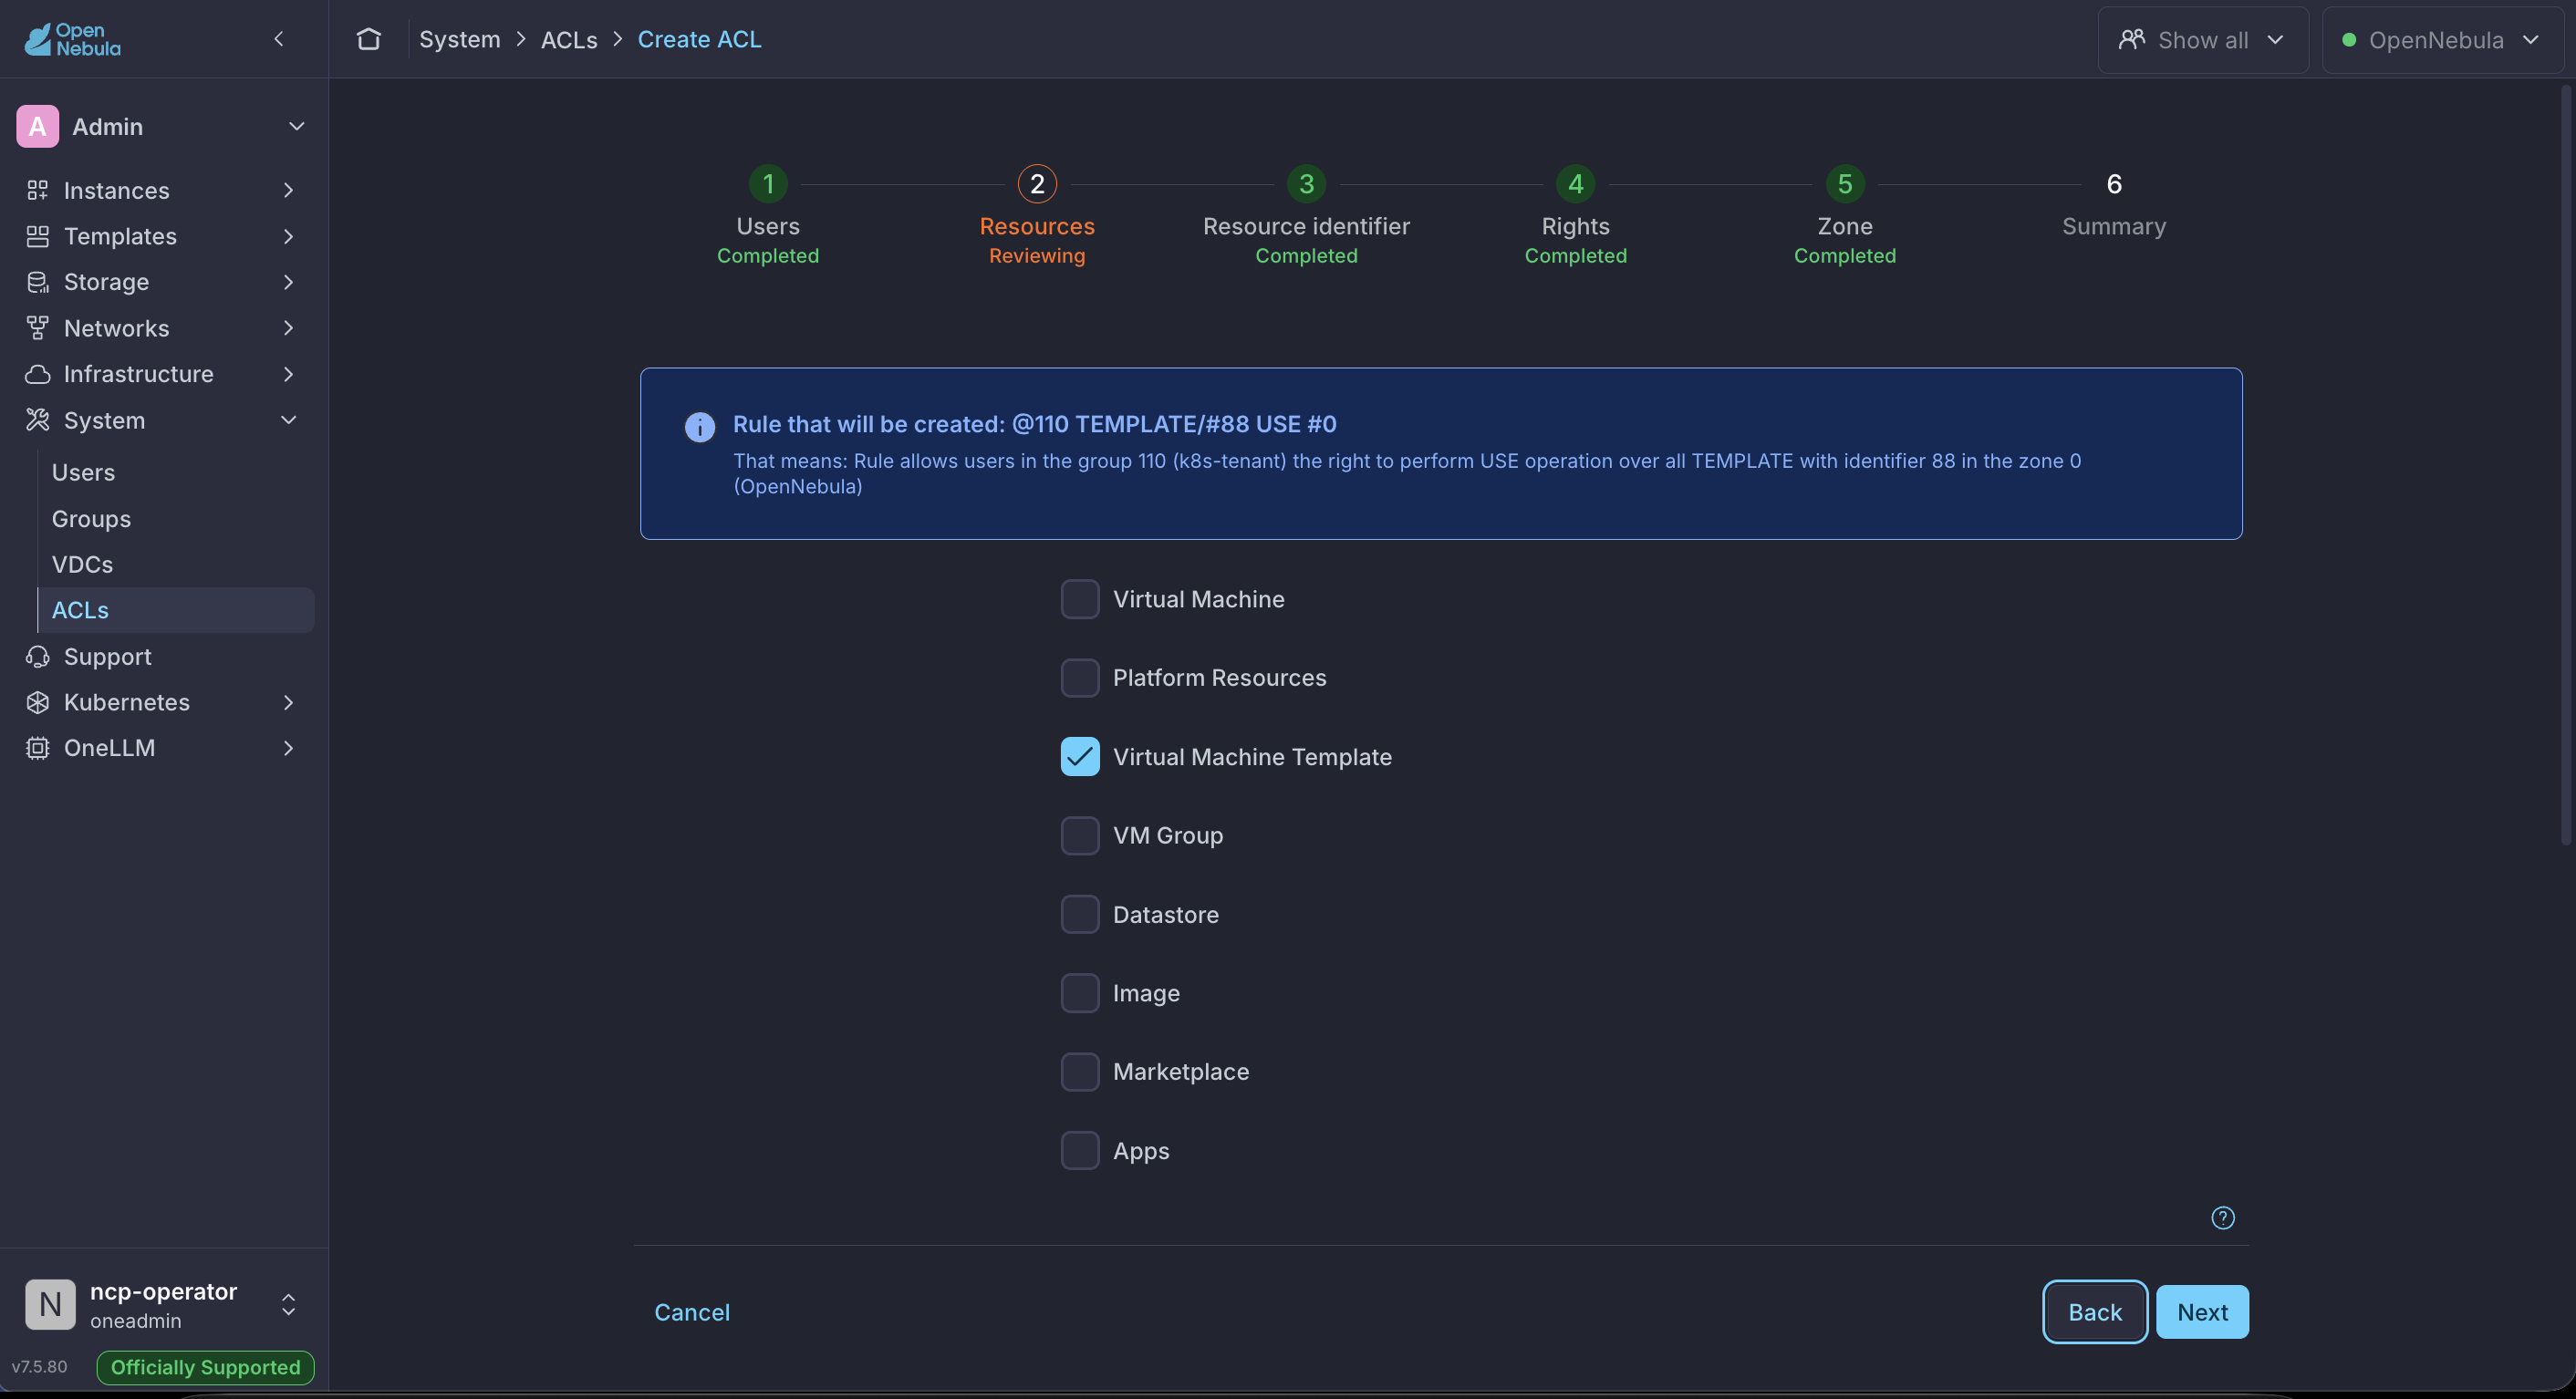 Open
Nebula
System > ACLs > Create ACL
Show all
OpenNebula
A Admin
Instances
Templates
Storage
Networks
Infrastructure
System
Users
Groups
VDCs
ACLs
Support
Kubernetes
OneLLM
N ncp-operator
oneadmin
v7.5.80 Officially Supported
1 2 3 4 5 6
Users Resources Resource identifier Rights Zone Summary
Completed Reviewing Completed Completed Completed
Rule that will be created: @110 TEMPLATE/#88 USE #0
That means: Rule allows users in the group 110 (k8s-tenant) the right to perform USE operation over all TEMPLATE with identifier 88 in the zone 0
(OpenNebula)
Virtual Machine
Platform Resources
Virtual Machine Template
VM Group
Datastore
Image
Marketplace
Apps
?
Cancel Back Next